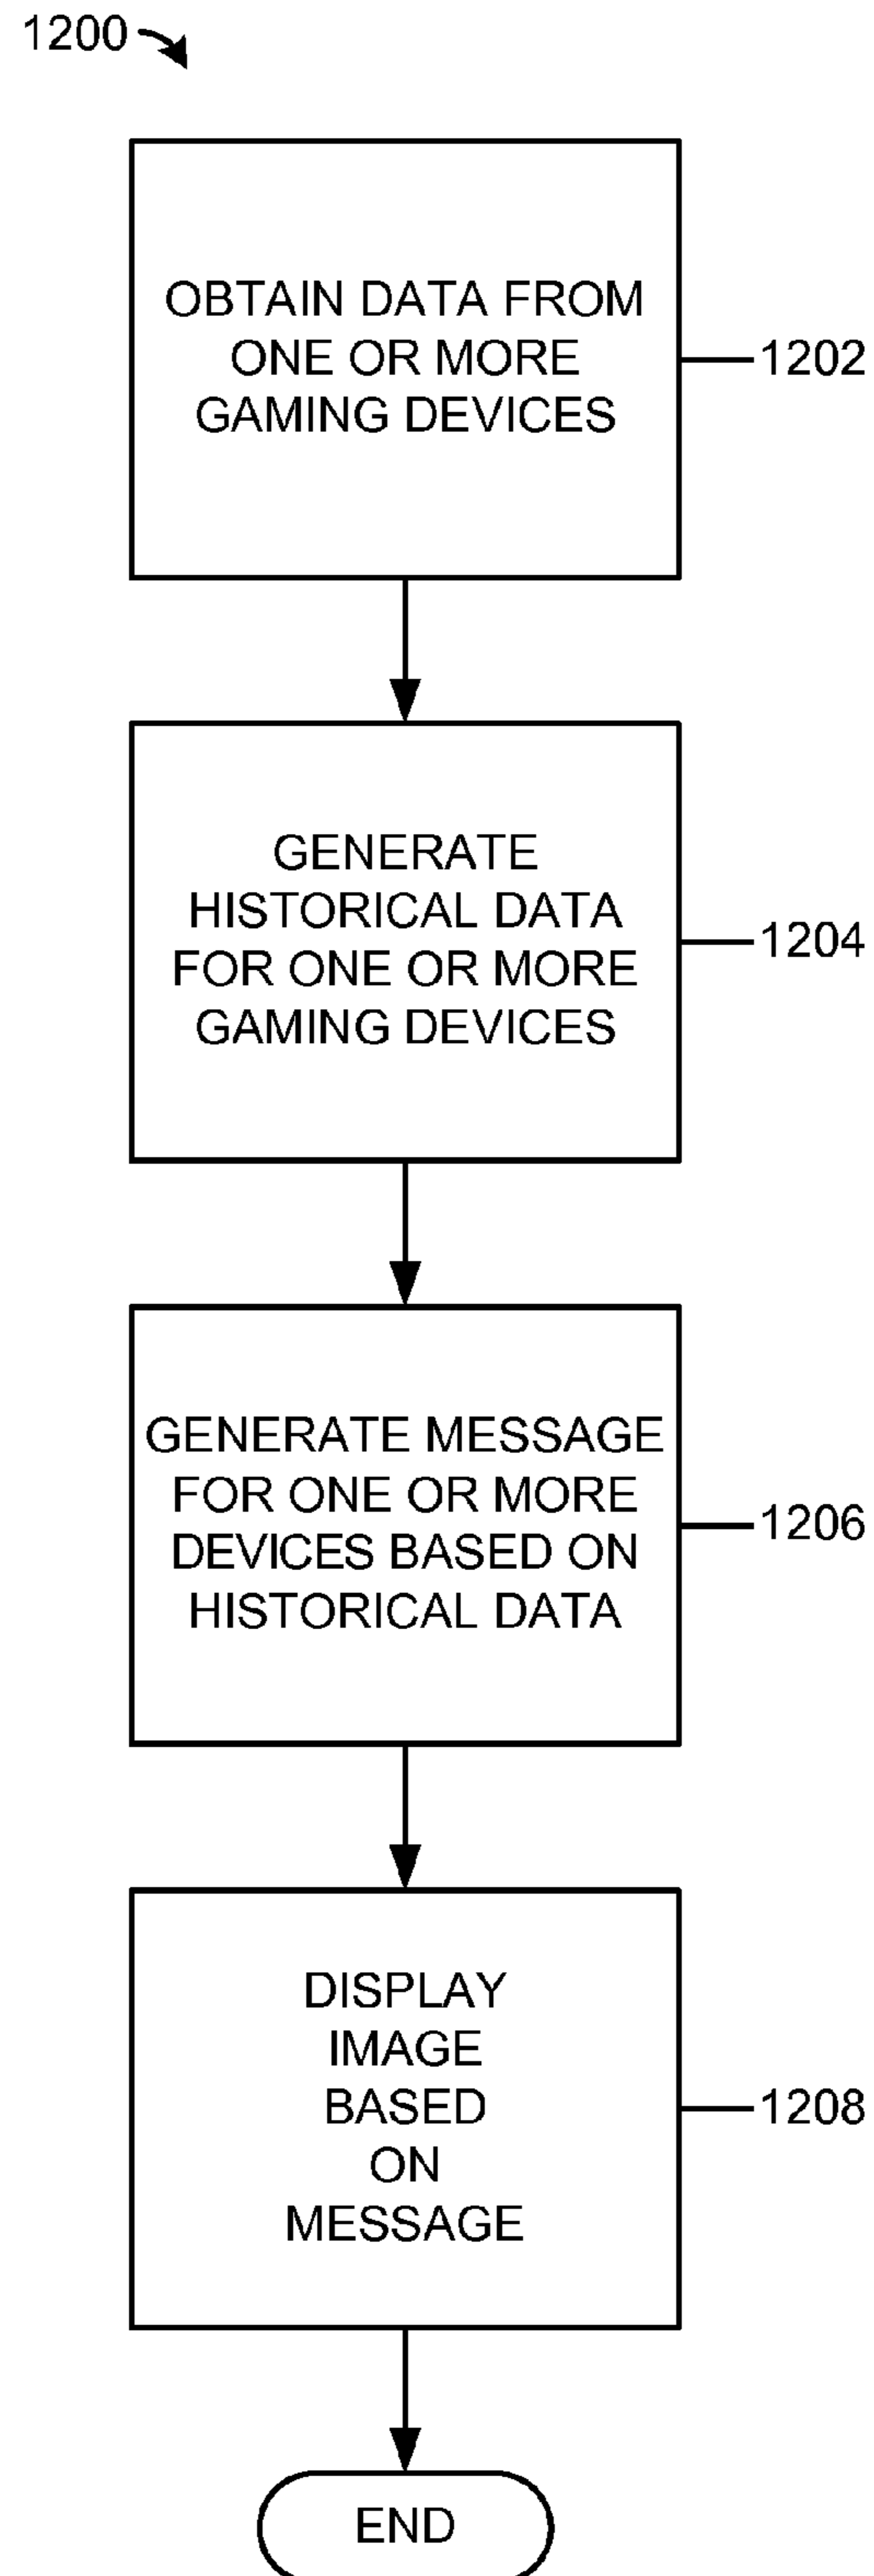 1200
OBTAIN DATA FROM
ONE OR MORE
GAMING DEVICES
1202
GENERATE
HISTORICAL DATA
FOR ONE OR MORE
GAMING DEVICES
1204
GENERATE MESSAGE
FOR ONE OR MORE
DEVICES BASED ON
HISTORICAL DATA
1206
DISPLAY
IMAGE
BASED
ON
MESSAGE
1208
END